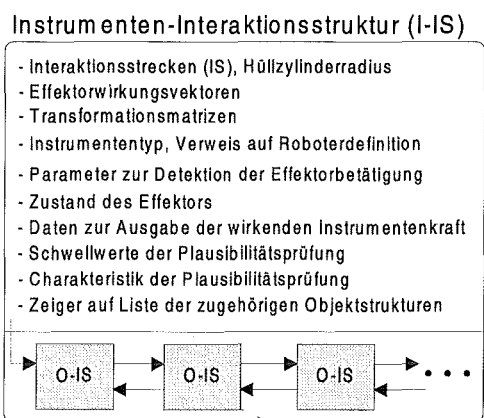 Instrumenten-Interaktionsstruktur (I-IS)
- Interaktionsstrecken (IS), Hüllzylinderradius
- Effektorwirkungsvektoren
- Transformationsmatrizen
- Instrumententyp, Verweis auf Roboterdefinition
- Parameter zur Detektion der Effektorbetätigung
- Zustand des Effektors
- Daten zur Ausgabe der wirkenden Instrumentenkraft
- Schwellwerte der Plausibilitätsprüfung
- Charakteristik der Plausibilitätsprüfung
- Zeiger auf Liste der zugehörigen Objektstrukturen
O-IS O-IS O-IS •••